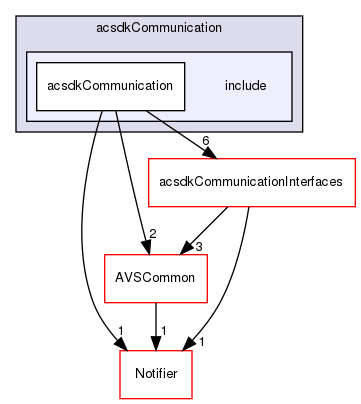 acsdkCommunication
acsdkCommunication
include
6
acsdkCommunicationInterfaces
2
3
AVSCommon
1
1
1
Notifier